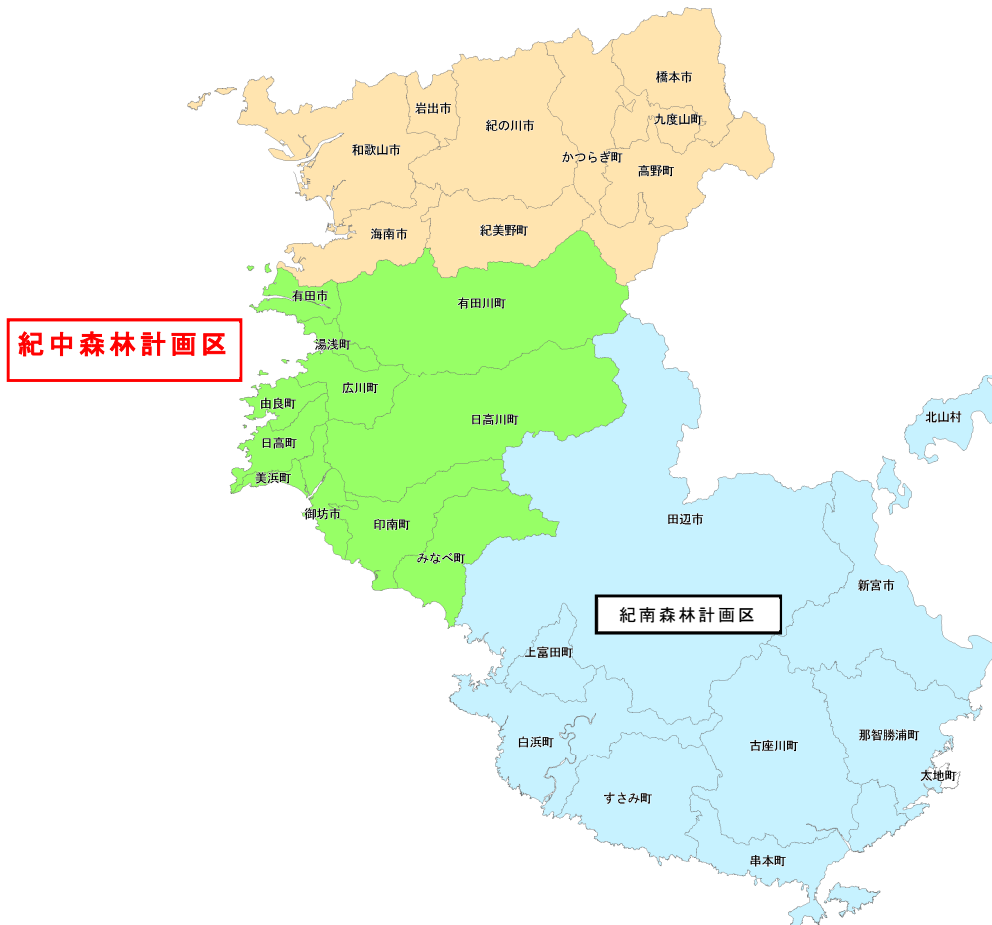 橋本市
岩出市
九度山町
紀の川市
和歌山市
かつらぎ町
高野町
海南市
紀美野町
有田市
有田川町
紀中森林計画区
湯浅町
広川町
由良町
北山村
日高川町
日高町
美浜町
御坊市
印南町
田辺市
みなべ町
新宮市
紀南森林計画区
上富田町
白浜町
古座川町
那智勝浦町
太地町
すさみ町
串本町